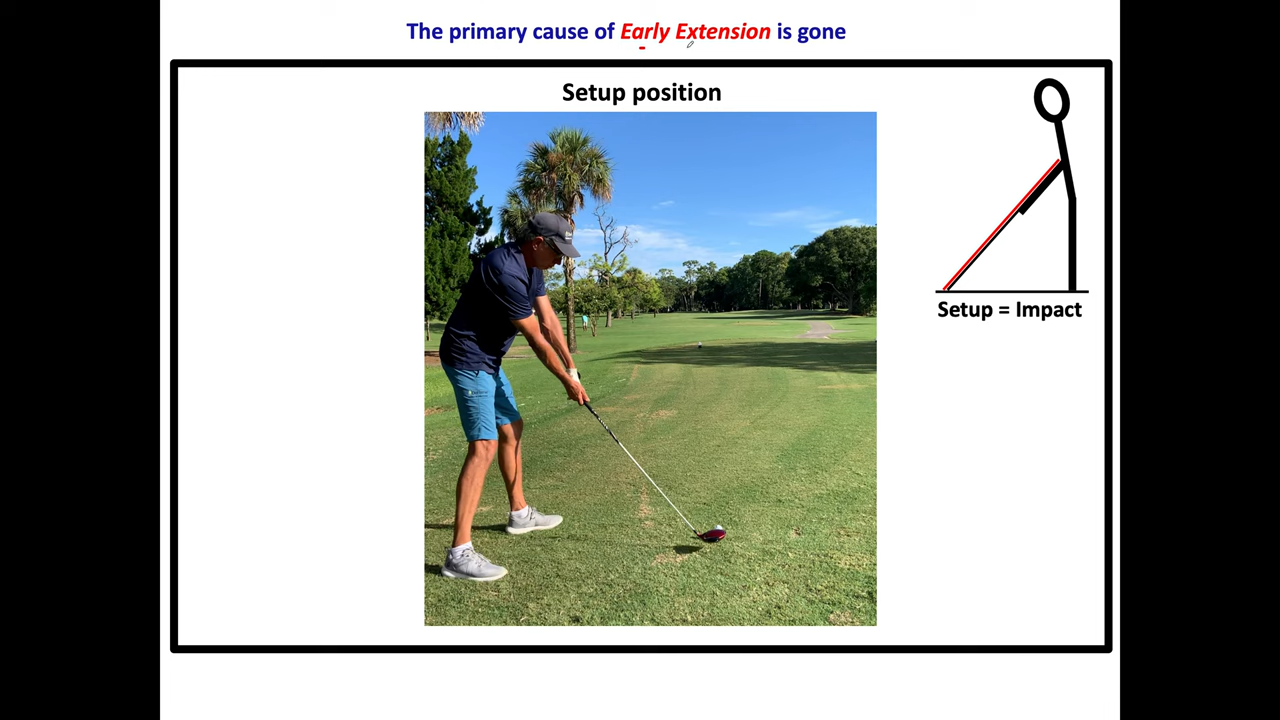 The primary cause of Early Extension is gone
Setup position
Setup = Impact